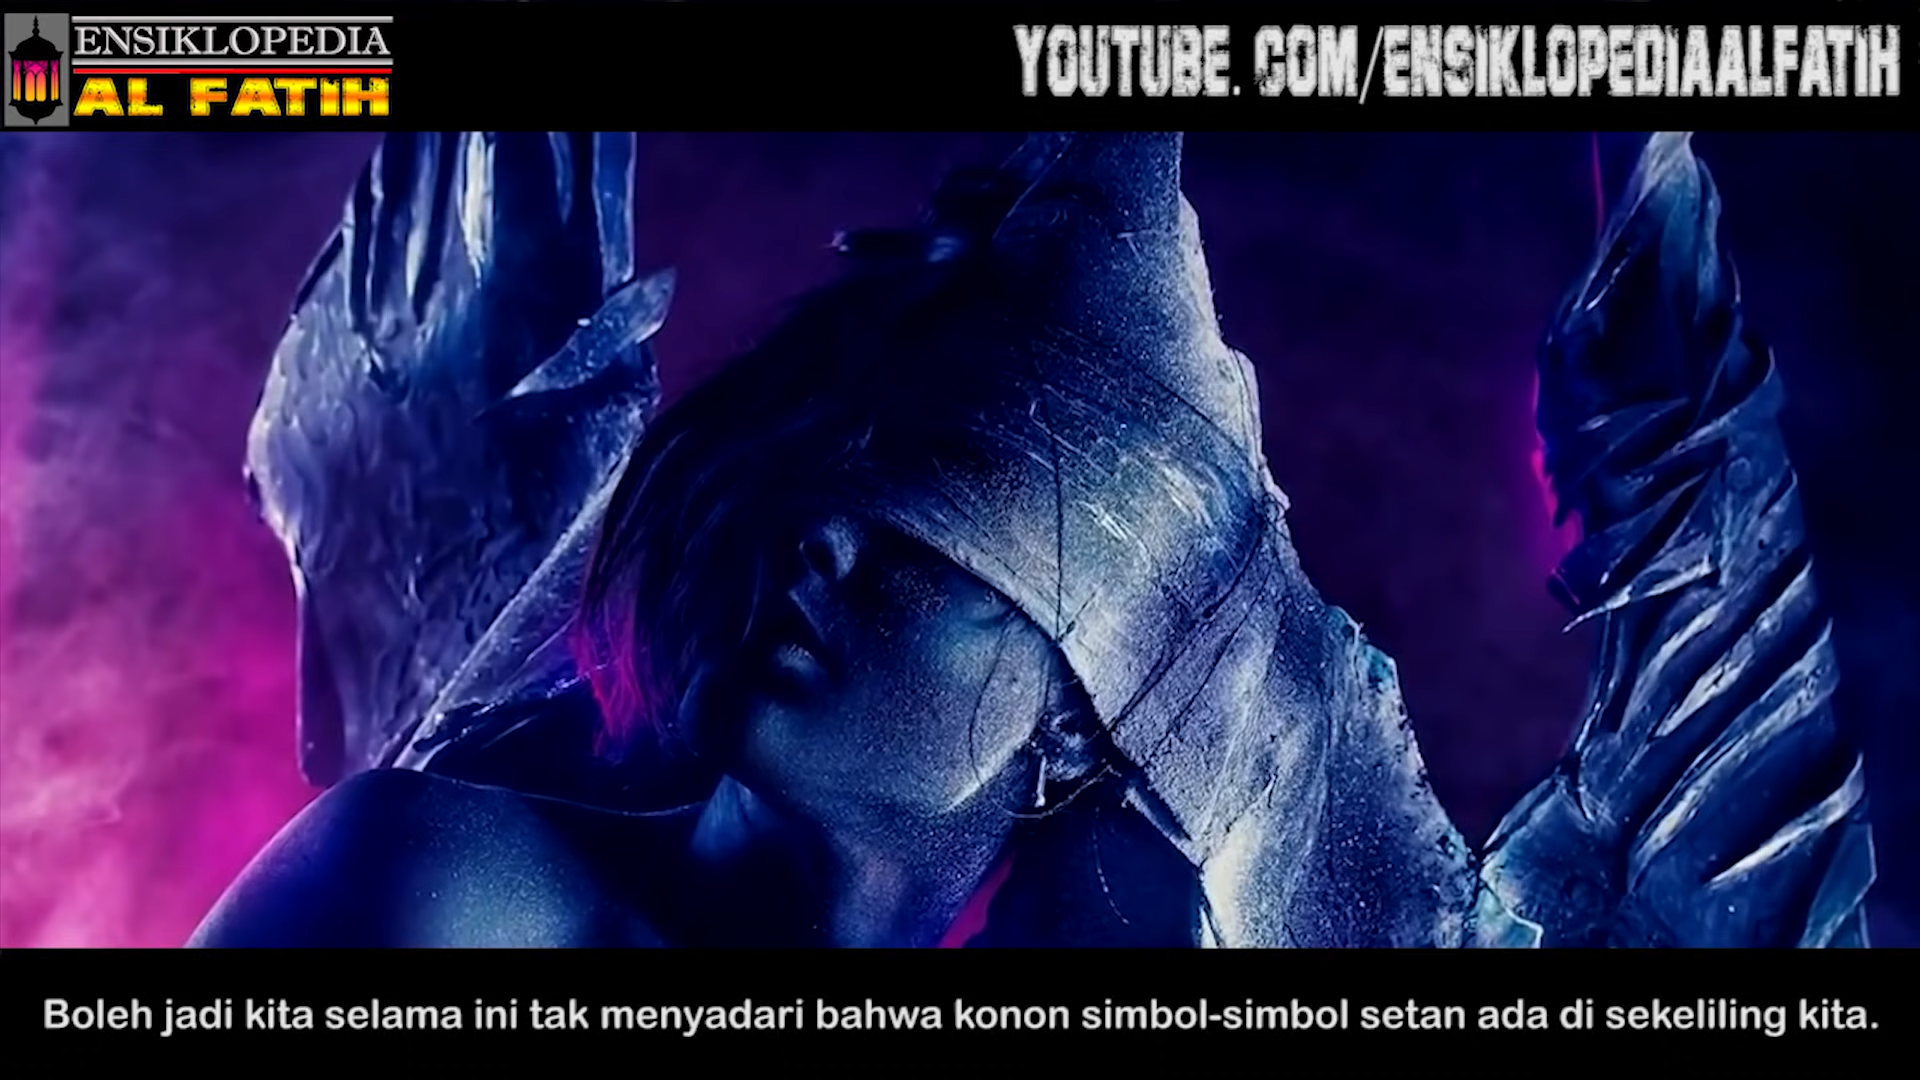 ENSIKLOPEDIA
AL FATIH
YOUTUBE. COM/ENSIKLOPEDIAALFATIH
Boleh jadi kita selama ini tak menyadari bahwa konon simbol-simbol setan ada di sekeliling kita.